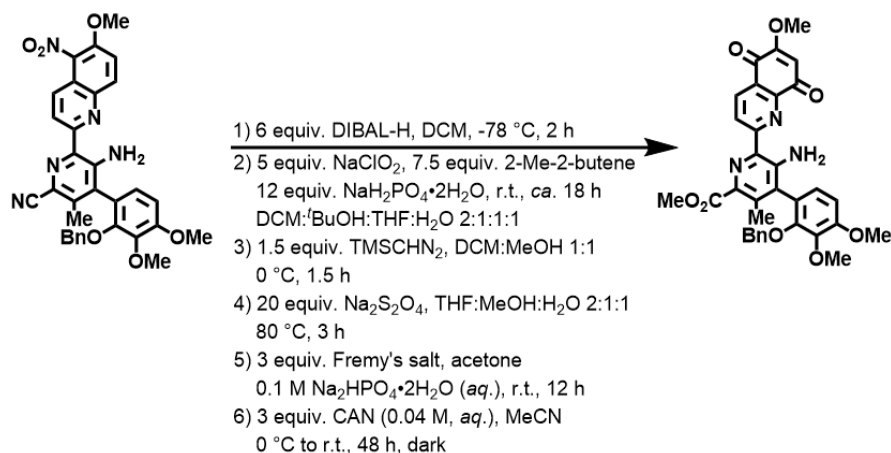 OMe
O₂N
N
N
NH₂
NC
Me
BnO
OMe
OMe
1) 6 equiv. DIBAL-H, DCM, -78 °C, 2 h
2) 5 equiv. NaClO₂, 7.5 equiv. 2-Me-2-butene
12 equiv. NaH₂PO₄•2H₂O, r.t., ca. 18 h
DCM:ᵗBuOH:THF:H₂O 2:1:1:1
3) 1.5 equiv. TMSCHN₂, DCM:MeOH 1:1
0 °C, 1.5 h
4) 20 equiv. Na₂S₂O₄, THF:MeOH:H₂O 2:1:1
80 °C, 3 h
5) 3 equiv. Fremy's salt, acetone
0.1 M Na₂HPO₄•2H₂O (aq.), r.t., 12 h
6) 3 equiv. CAN (0.04 M, aq.), MeCN
0 °C to r.t., 48 h, dark
OMe
O
O
N
N
NH₂
MeO₂C
Me
BnO
OMe
OMe